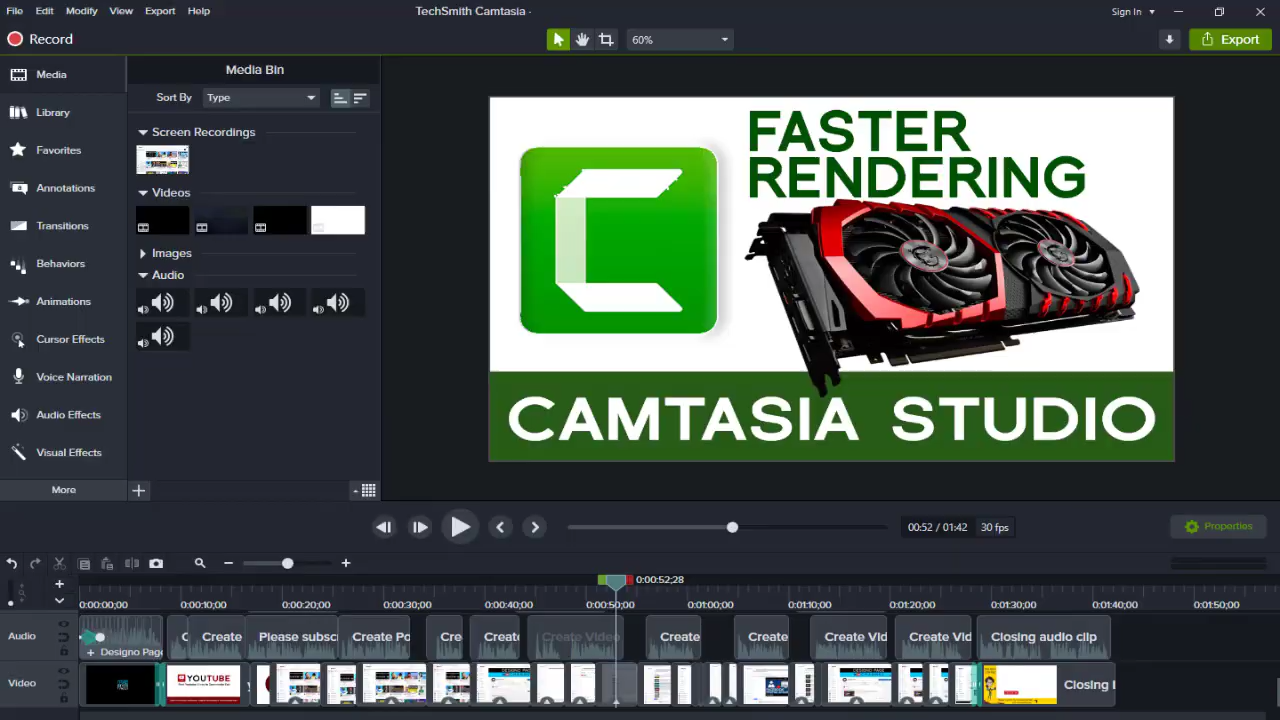 File Edit Modify View Export Help
TechSmith Camtasia -
Sign In
Record
60%
Export
Media
Library
Favorites
Annotations
Transitions
Behaviors
Animations
Cursor Effects
Voice Narration
Audio Effects
Visual Effects
More
Media Bin
Sort By Type
Screen Recordings
Videos
Images
Audio
FASTER
RENDERING
CAMTASIA STUDIO
00:52 / 01:42 30 fps
Properties
0:00:52;28
0:00:00;00 0:00:10;00 0:00:20;00 0:00:30;00 0:00:40;00 0:00:50;00 0:01:00;00 0:01:10;00 0:01:20;00 0:01:30;00 0:01:40;00 0:01:50;00
Audio
C Create Please subsc Create Po Cre Create Create Video Create Create Create Vid Create Vid Closing audio clip
+ Designo Page
Video
YOUTUBE
Closing I